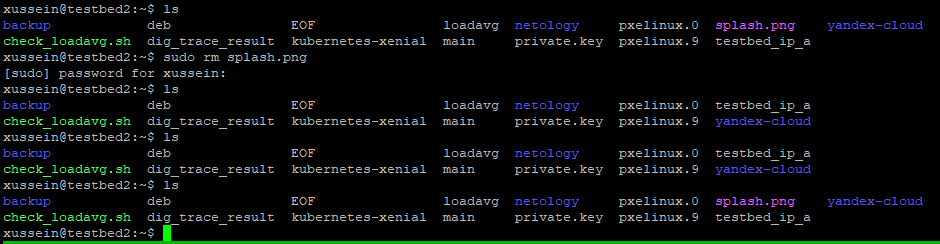 xussein@testbed2:~$ ls
backup deb EOF loadavg netology pxelinux.0 splash.png yandex-cloud
check_loadavg.sh dig_trace_result kubernetes-xenial main private.key pxelinux.9 testbed_ip_a
xussein@testbed2:~$ sudo rm splash.png
[sudo] password for xussein:
xussein@testbed2:~$ ls
backup deb EOF loadavg netology pxelinux.0 testbed_ip_a
check_loadavg.sh dig_trace_result kubernetes-xenial main private.key pxelinux.9 yandex-cloud
xussein@testbed2:~$ ls
backup deb EOF loadavg netology pxelinux.0 testbed_ip_a
check_loadavg.sh dig_trace_result kubernetes-xenial main private.key pxelinux.9 yandex-cloud
xussein@testbed2:~$ ls
backup deb EOF loadavg netology pxelinux.0 splash.png yandex-cloud
check_loadavg.sh dig_trace_result kubernetes-xenial main private.key pxelinux.9 testbed_ip_a
xussein@testbed2:~$